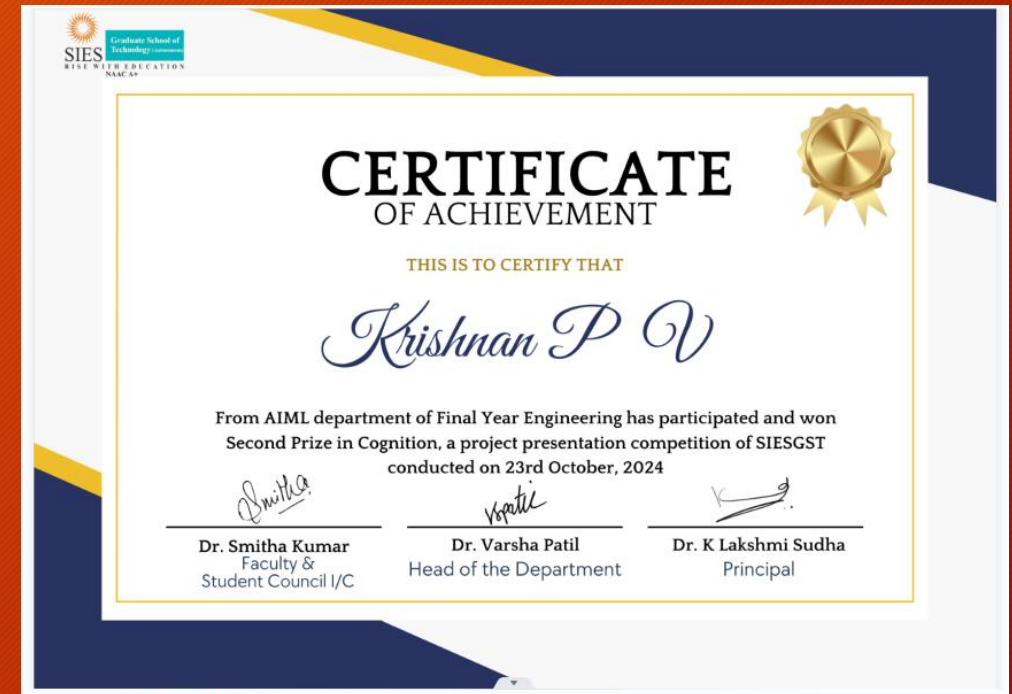 SIES
Graduate School of
Technology (Autonomous)
RISE WITH EDUCATION
NAAC A+
CERTIFICATE
OF ACHIEVEMENT
THIS IS TO CERTIFY THAT
Krishnan P V
From AIML department of Final Year Engineering has participated and won
Second Prize in Cognition, a project presentation competition of SIESGST
conducted on 23rd October, 2024
Smitha
Dr. Smitha Kumar
Faculty &
Student Council I/C
Dr. Varsha Patil
Head of the Department
Dr. K Lakshmi Sudha
Principal